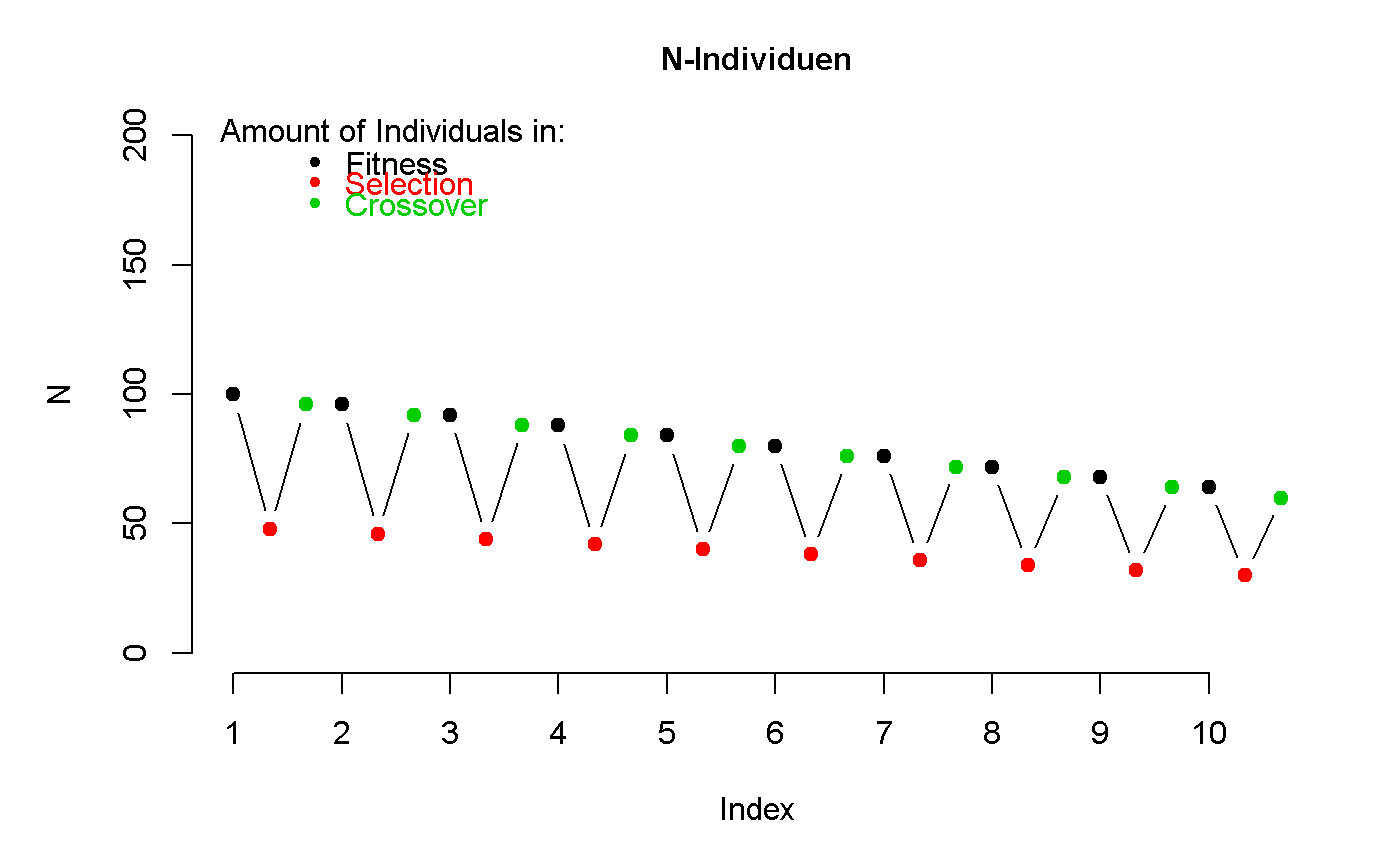 N-Individuen
Amount of Individuals in:
Fitness
Selection
Crossover
200
150
100
50
0
N
1 2 3 4 5 6 7 8 9 10
Index